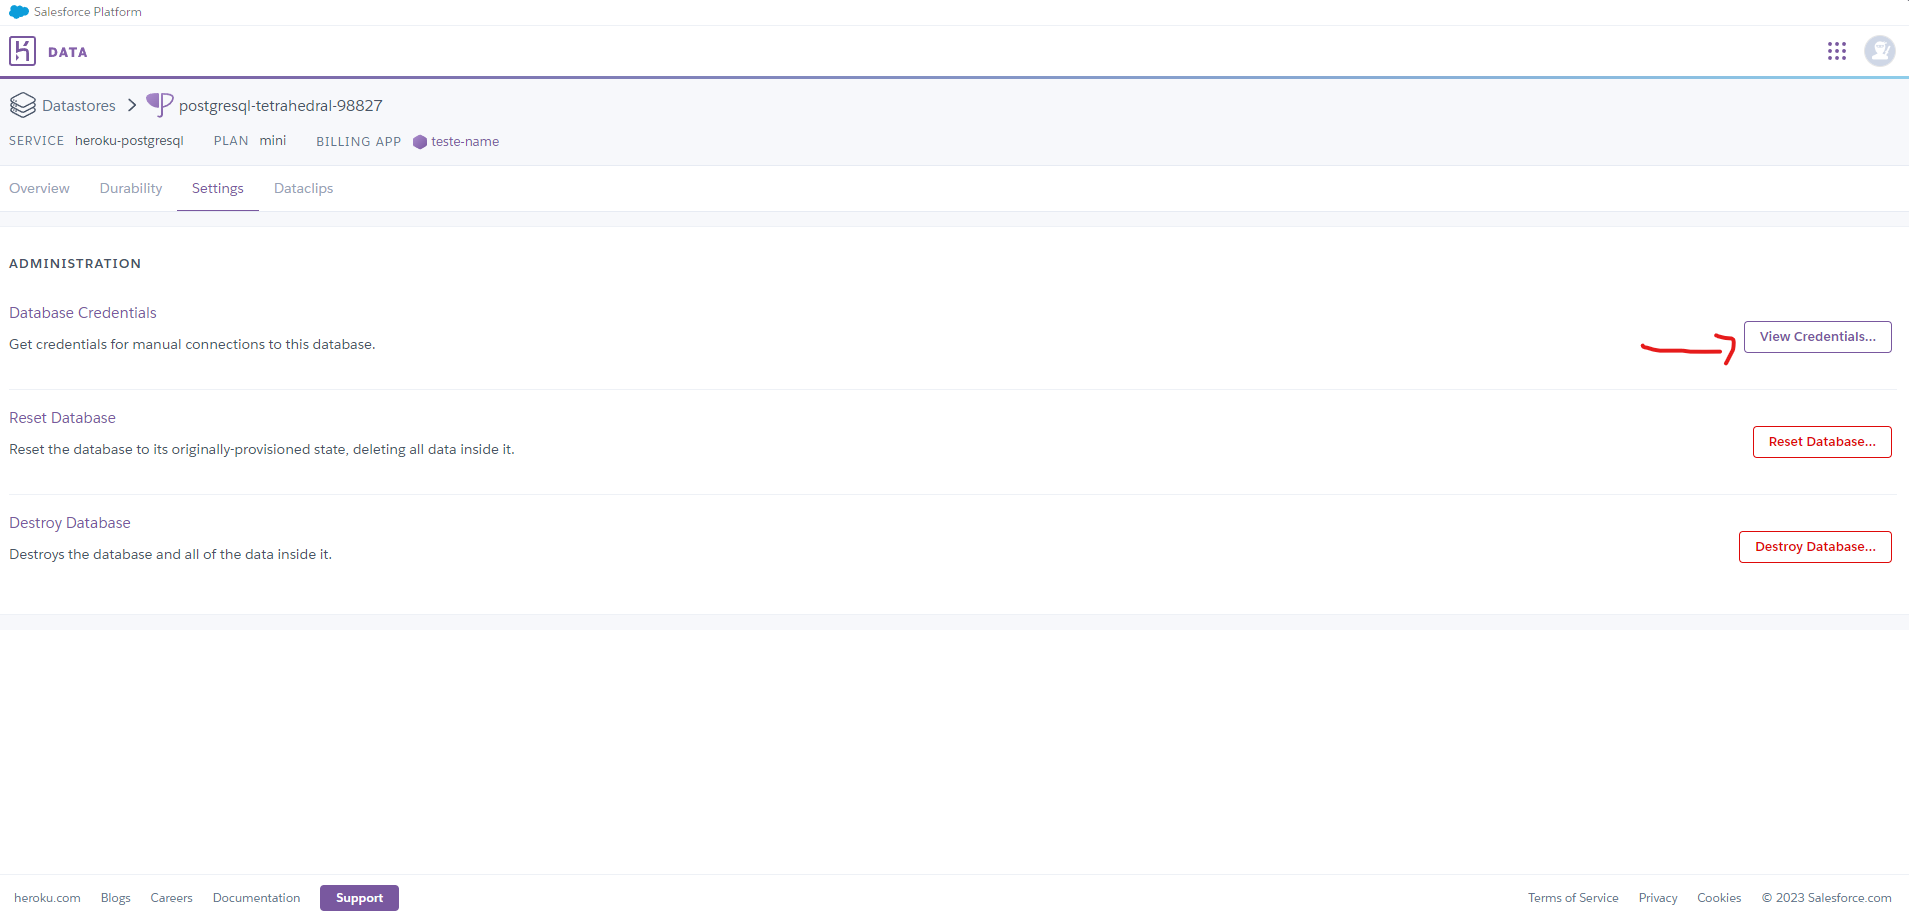 Salesforce Platform
DATA
Datastores postgresql-tetrahedral-98827
SERVICE heroku-postgresql PLAN mini BILLING APP teste-name
Overview Durability Settings Dataclips
ADMINISTRATION
Database Credentials
Get credentials for manual connections to this database.
View Credentials...
Reset Database
Reset the database to its originally-provisioned state, deleting all data inside it.
Reset Database...
Destroy Database
Destroys the database and all of the data inside it.
Destroy Database...
heroku.com Blogs Careers Documentation Support Terms of Service Privacy Cookies © 2023 Salesforce.com